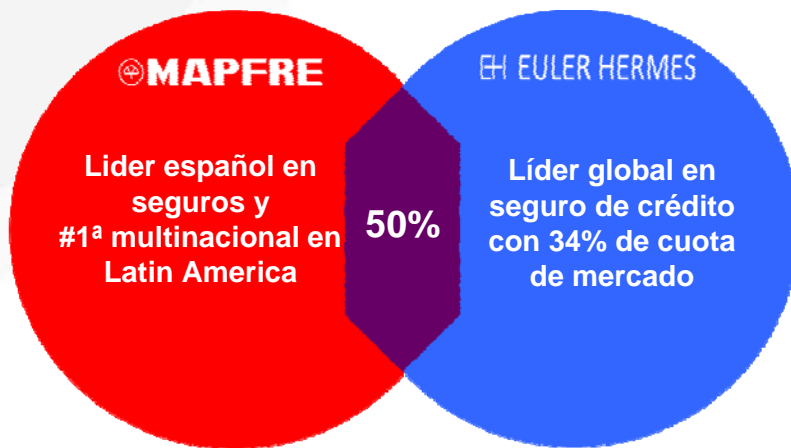 MAPFRE
Lider español en
seguros y
#1ª multinacional en
Latin America
50%
EH EULER HERMES
Líder global en
seguro de crédito
con 34% de cuota
de mercado